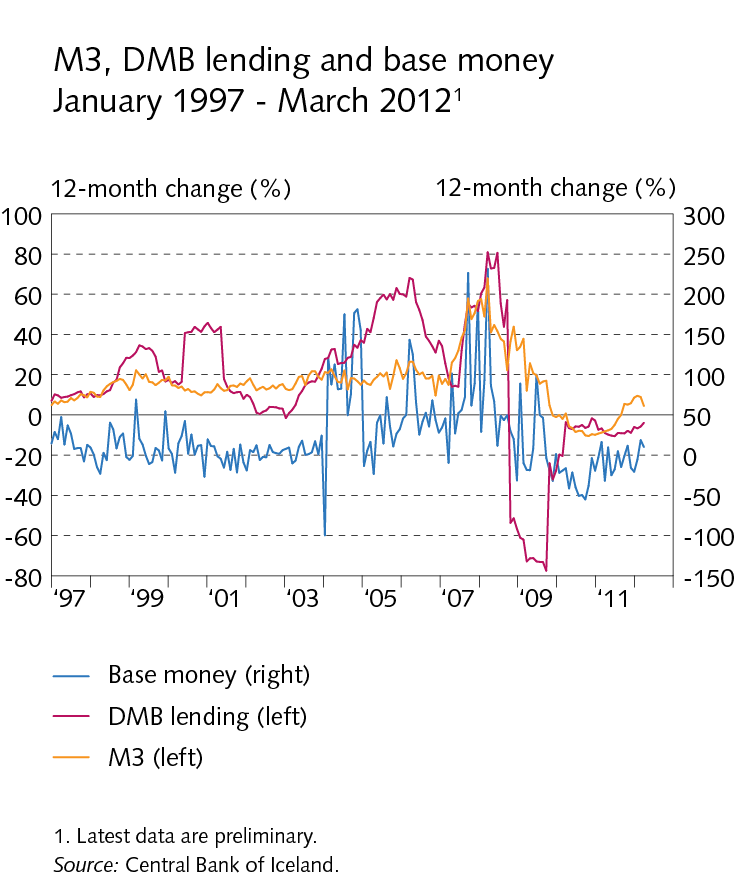 M3, DMB lending and base money
January 1997 - March 2012¹
12-month change (%) 12-month change (%)
100 300
80 250
60 200
40 150
20 100
0 50
-20 0
-40 -50
-60 -100
-80 -150
‘97 ‘99 ‘01 ‘03 ‘05 ‘07 ‘09 ‘11
Base money (right)
DMB lending (left)
M3 (left)
1. Latest data are preliminary.
Source: Central Bank of Iceland.